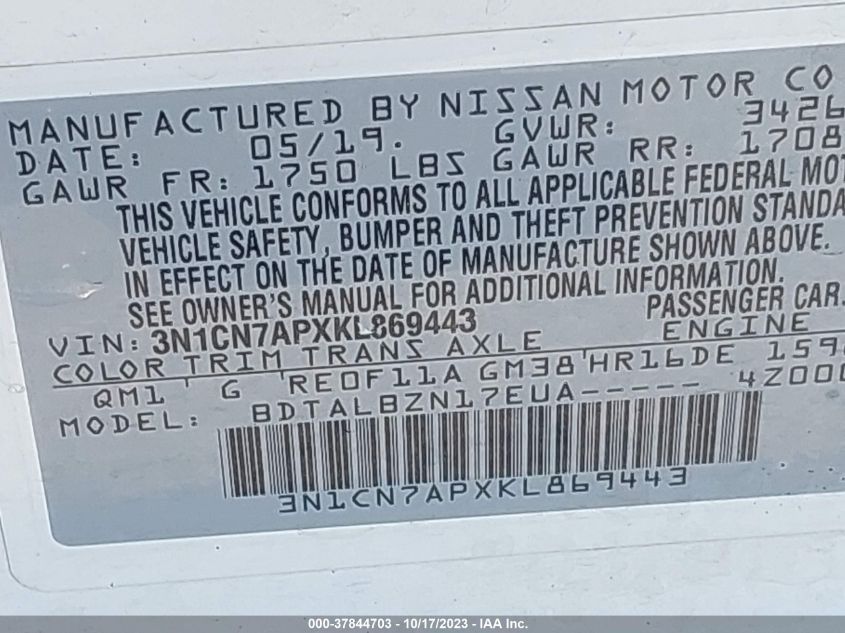 MANUFACTURED BY NISSAN MOTOR CO
DATE: 05/19. GVWR: 3426
GAWR FR: 1750 LBS GAWR RR: 1708
THIS VEHICLE CONFORMS TO ALL APPLICABLE FEDERAL MOT
VEHICLE SAFETY, BUMPER AND THEFT PREVENTION STANDA
IN EFFECT ON THE DATE OF MANUFACTURE SHOWN ABOVE.
SEE OWNER'S MANUAL FOR ADDITIONAL INFORMATION.
VIN: 3N1CN7APXKL869443 PASSENGER CAR.
COLOR TRIM TRANS AXLE ENGINE
QM1 G RE0F11A GM38 HR16DE 159
MODEL: BDTALBZN17EUA----- 4Z000
3N1CN7APXKL869443
000-37844703 - 10/17/2023 - IAA Inc.